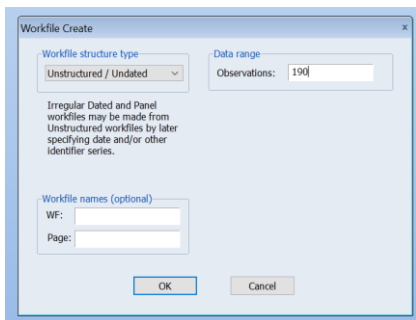 Workfile Create
x
Workfile structure type
Unstructured / Undated
Irregular Dated and Panel
workfiles may be made from
Unstructured workfiles by later
specifying date and/or other
identifier series.
Data range
Observations: 190
Workfile names (optional)
WF:
Page:
OK
Cancel